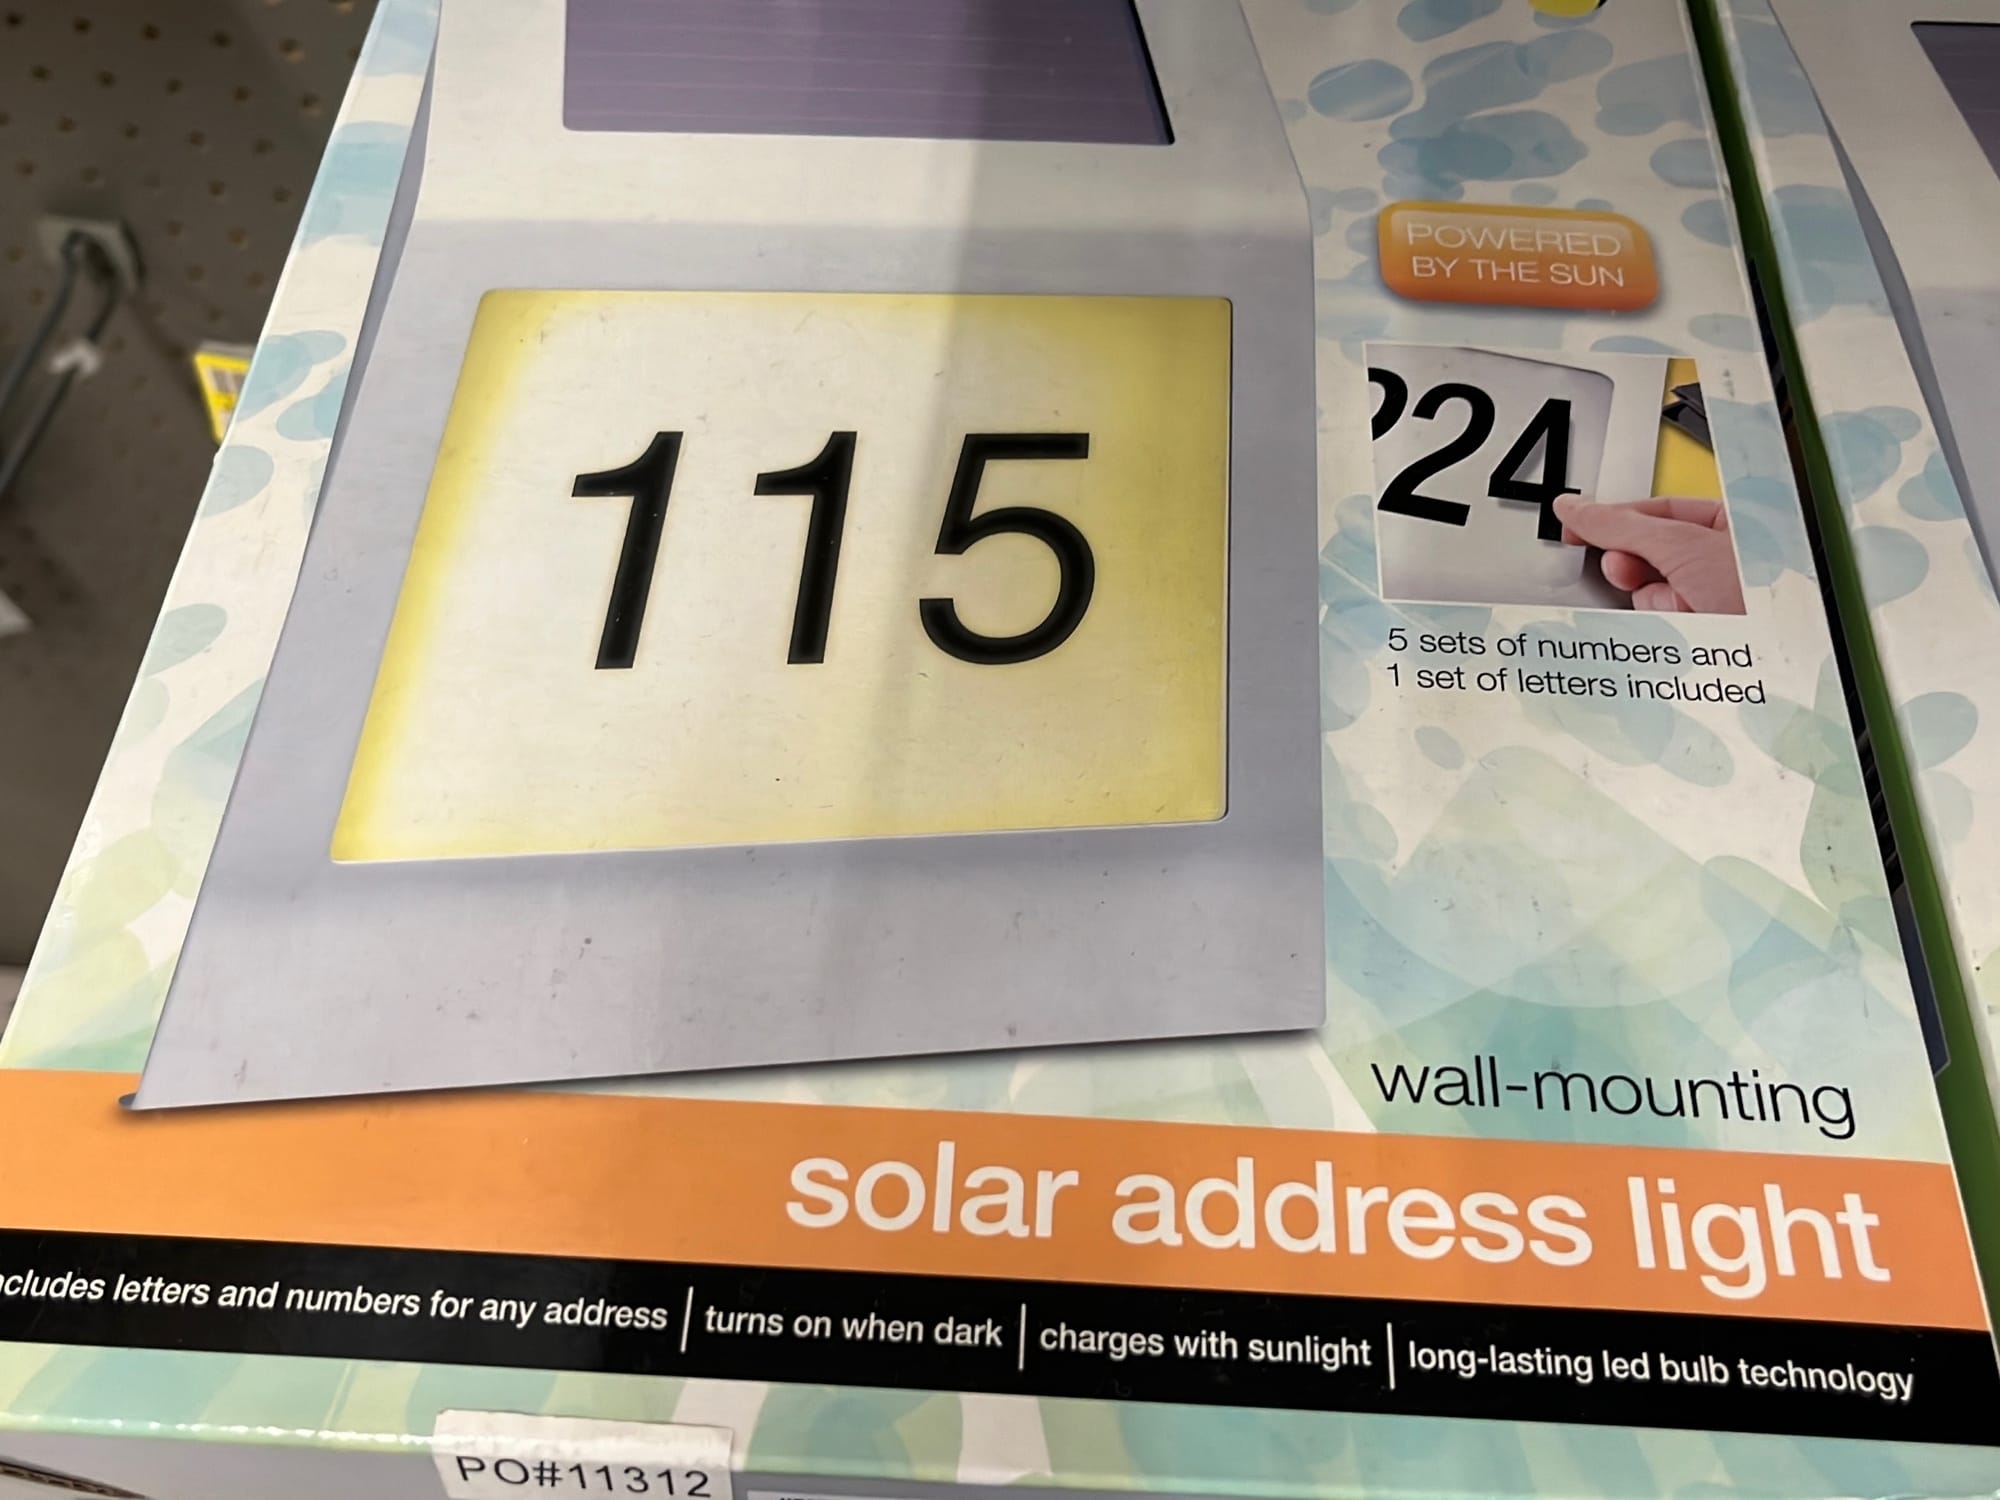 POWERED
BY THE SUN
115
24
5 sets of numbers and
1 set of letters included
wall-mounting
solar address light
letters and numbers for any address | turns on when dark | charges with sunlight | long-lasting led bulb technology
PO#11312